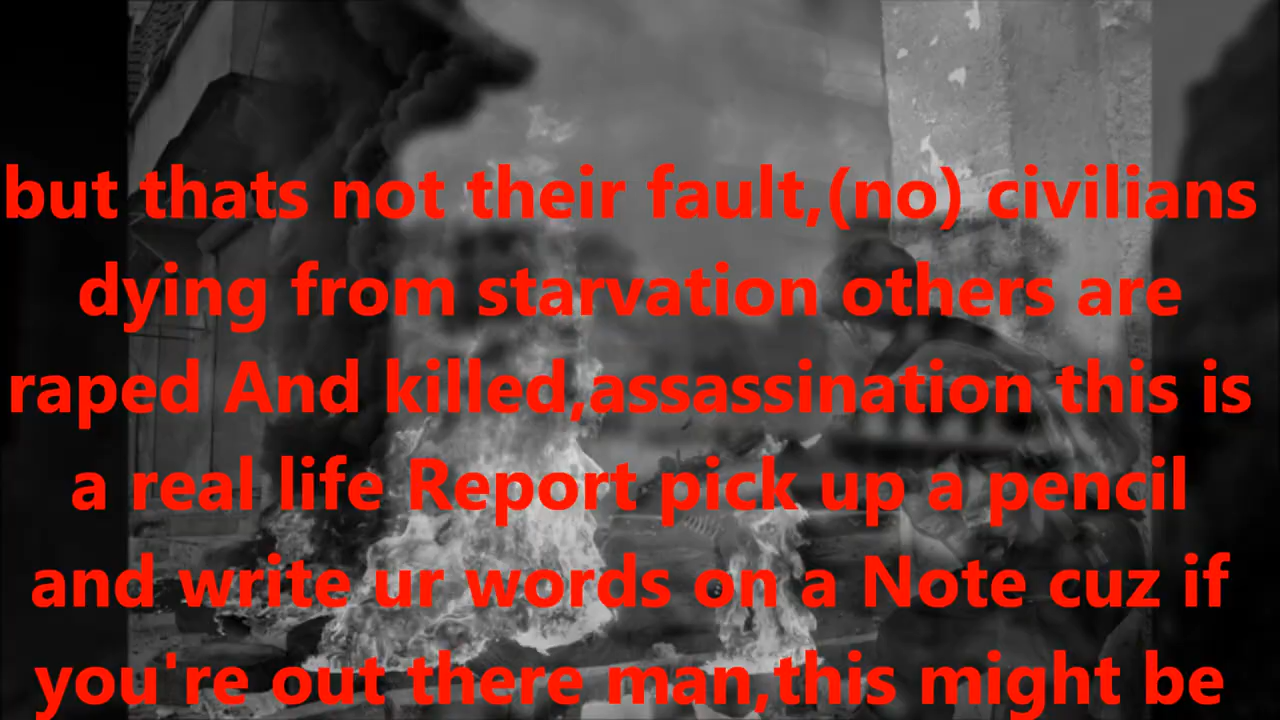 but thats not their fault,(no) civilians
dying from starvation others are
raped And killed,assassination this is
a real life Report pick up a pencil
and write ur words on a Note cuz if
you're out there man,this might be